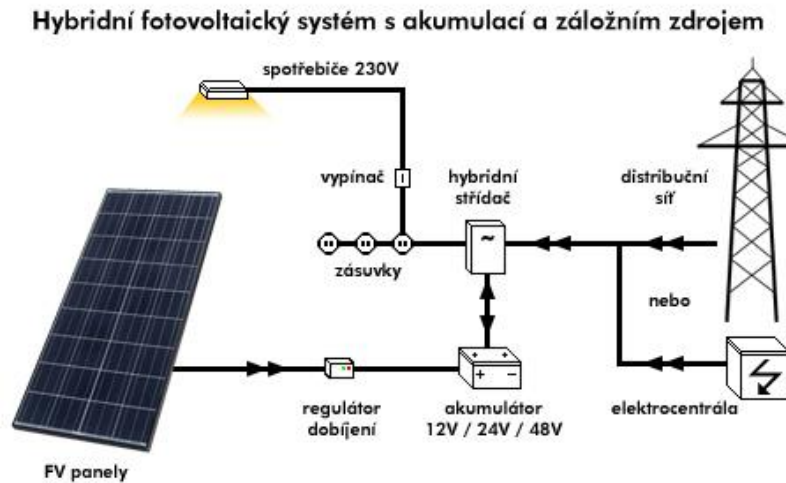 Hybridní fotovoltaický systém s akumulací a záložním zdrojem
spotřebiče 230V
vypínač
hybridní
střídač
distribuční
síť
zásuvky
nebo
regulátor
dobíjení
akumulátor
12V / 24V / 48V
elektrocentrála
FV panely